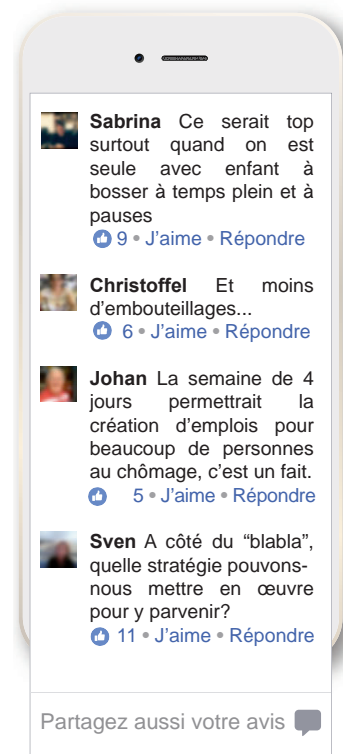 Sabrina Ce serait top
surtout quand on est
seule avec enfant à
bosser à temps plein et à
pauses
9 • J’aime • Répondre
Christoffel Et moins
d’embouteillages...
6 • J’aime • Répondre
Johan La semaine de 4
jours permettrait la
création d’emplois pour
beaucoup de personnes
au chômage, c’est un fait.
5 • J’aime • Répondre
Sven A côté du “blabla”,
quelle stratégie pouvons-
nous mettre en œuvre
pour y parvenir?
11 • J’aime • Répondre
Partagez aussi votre avis